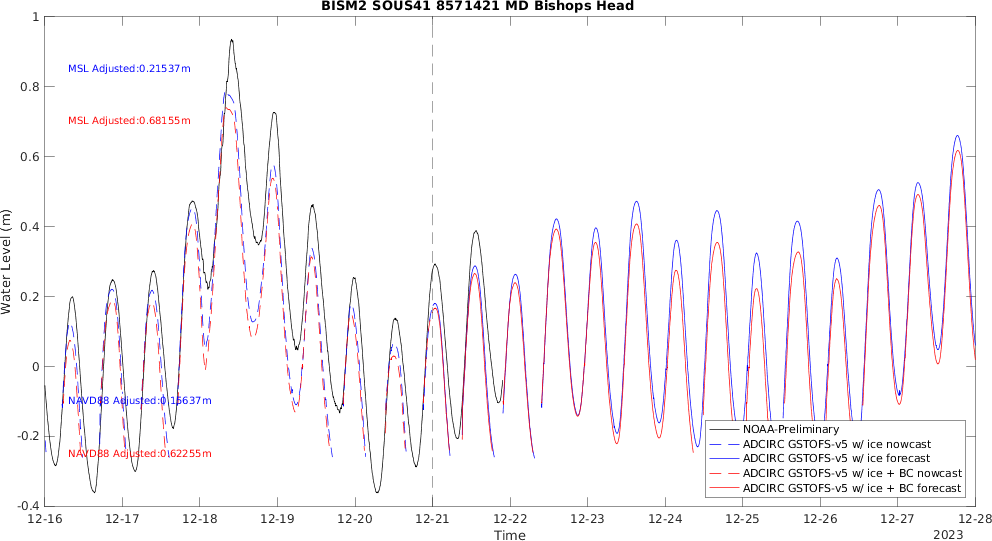 BISM2 SOUS41 8571421 MD Bishops Head
Water Level (m)
1
0.8
0.6
0.4
0.2
0
-0.2
-0.4
MSL Adjusted:0.21537m
MSL Adjusted:0.68155m
NAVD88 Adjusted:0.15637m
NAVD88 Adjusted:0.62255m
NOAA-Preliminary
ADCIRC GSTOFS-v5 w/ ice nowcast
ADCIRC GSTOFS-v5 w/ ice forecast
ADCIRC GSTOFS-v5 w/ ice + BC nowcast
ADCIRC GSTOFS-v5 w/ ice + BC forecast
12-16 12-17 12-18 12-19 12-20 12-21 12-22 12-23 12-24 12-25 12-26 12-27 12-28
Time
2023